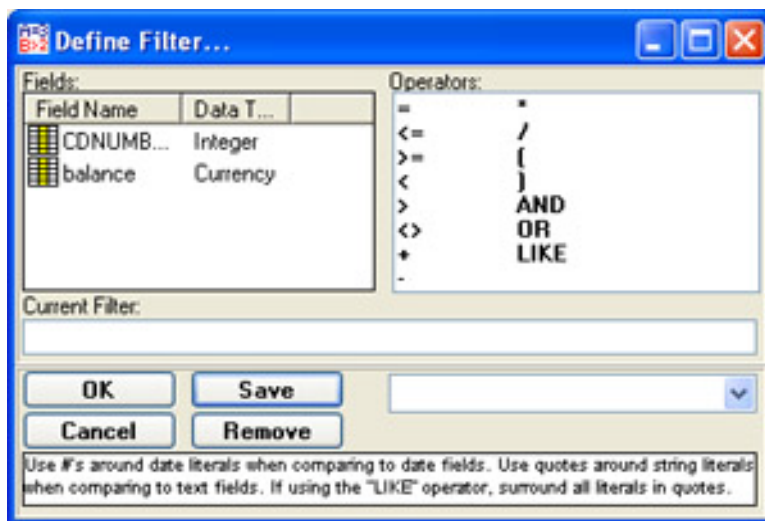 Define Filter...
Fields:
Operators:
Field Name Data T...
CDNUMB... Integer
balance Currency
= *
<= /
>= (
< )
> AND
<> OR
+ LIKE
-
Current Filter:
OK Save
Cancel Remove
Use #'s around date literals when comparing to date fields. Use quotes around string literals
when comparing to text fields. If using the "LIKE" operator, surround all literals in quotes.